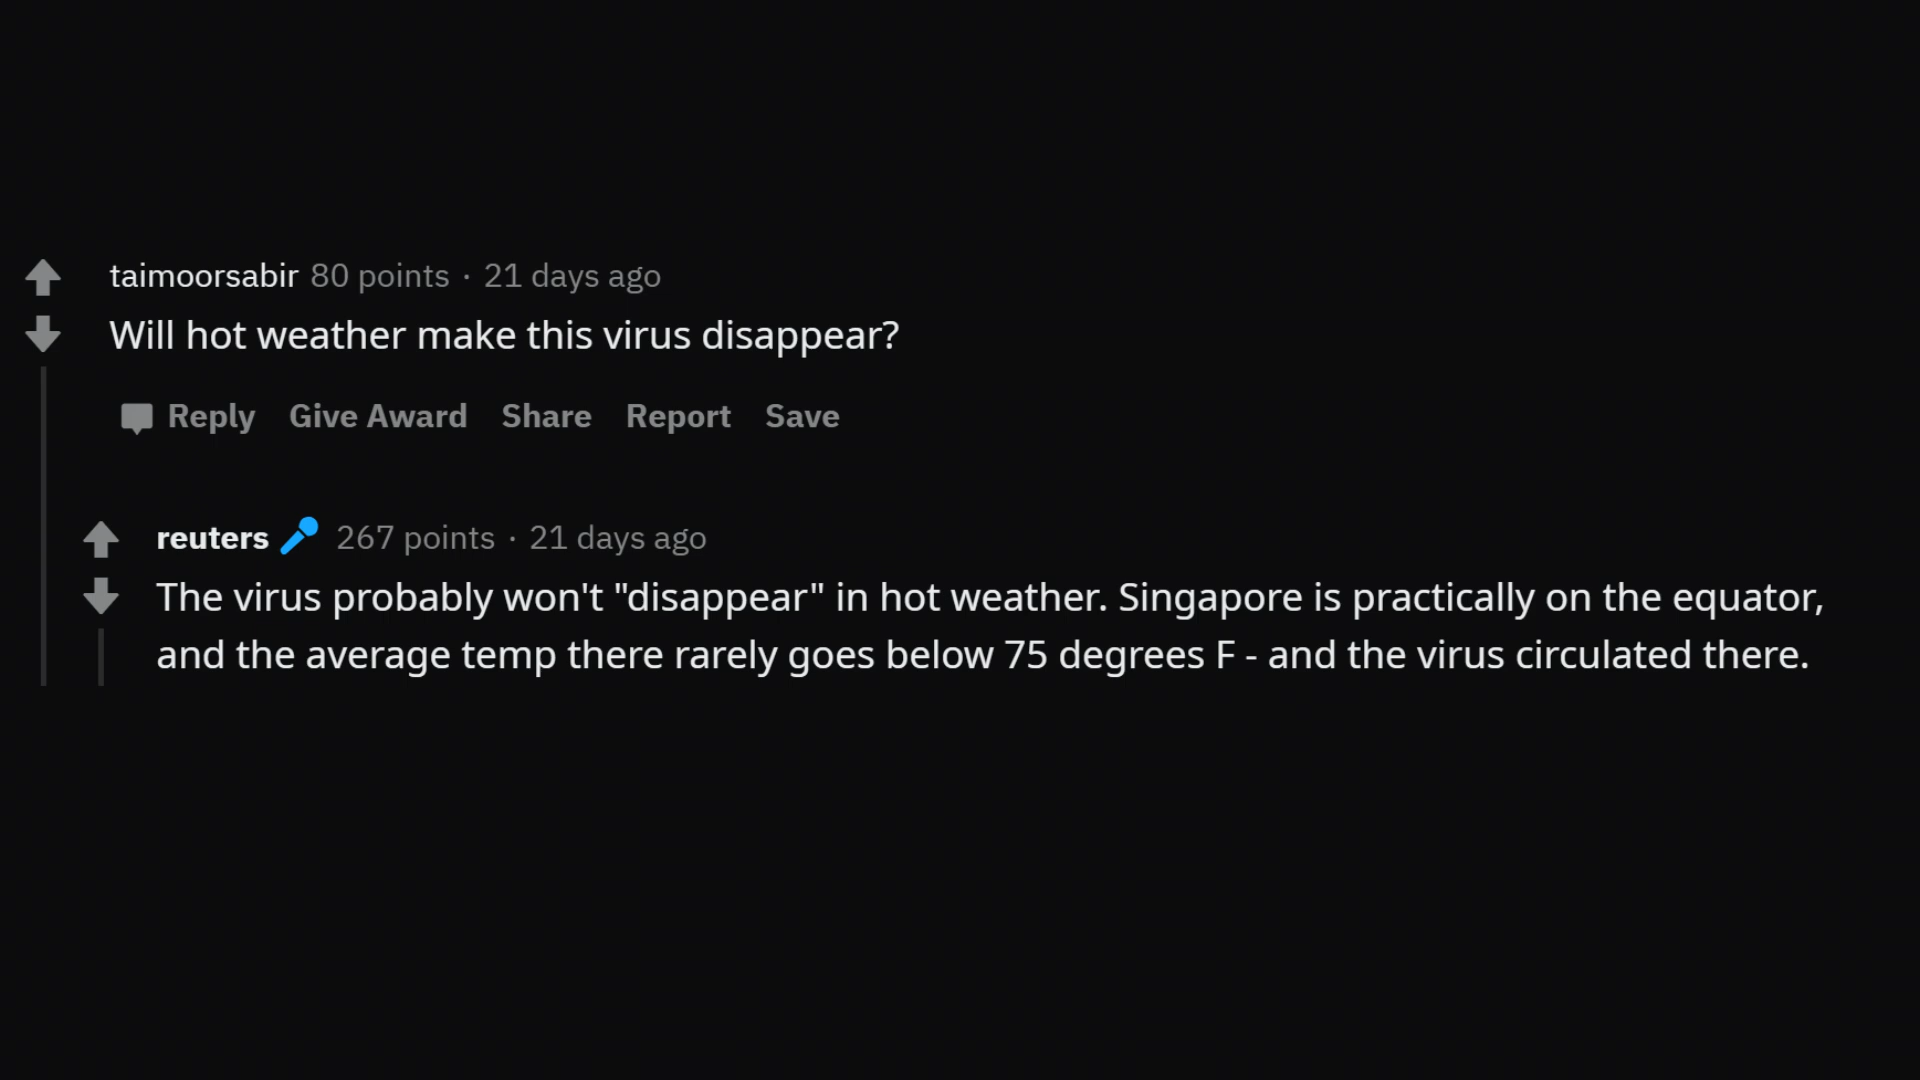 taimoorsabir 80 points · 21 days ago
Will hot weather make this virus disappear?
Reply Give Award Share Report Save
reuters 267 points · 21 days ago
The virus probably won't "disappear" in hot weather. Singapore is practically on the equator,
and the average temp there rarely goes below 75 degrees F - and the virus circulated there.